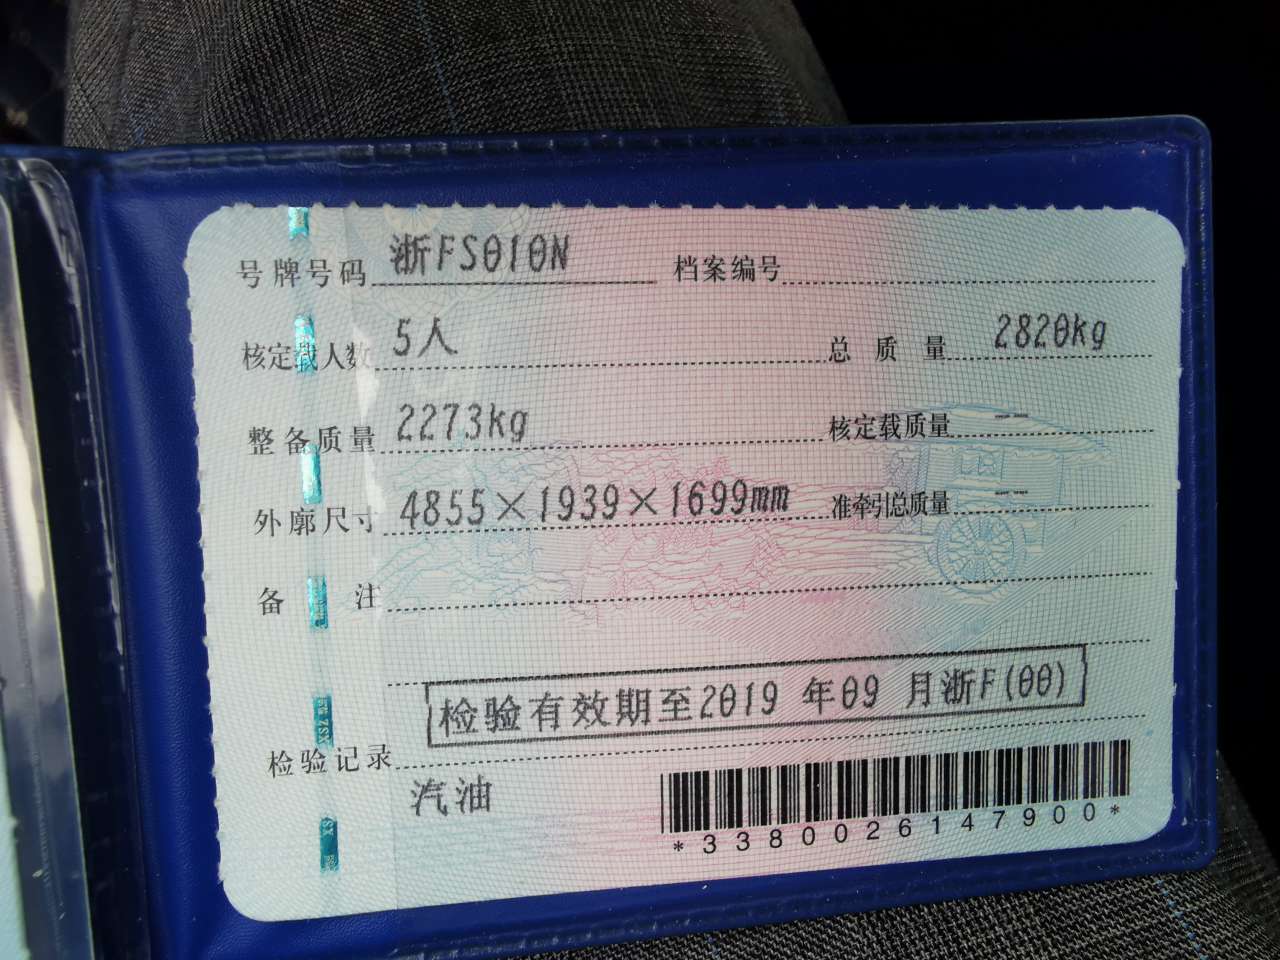 号牌号码 浙FS010N 档案编号
核定载人数 5人 总质量 2820kg
整备质量 2273kg 核定载质量 --
外廓尺寸 4855×1939×1699mm 准牵引总质量 --
备注
检验有效期至2019年09月浙F(00)
检验记录
汽油
*3380026147900*
XSZ